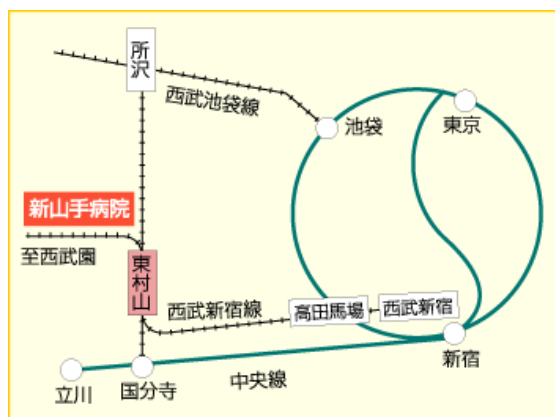 所沢
西武池袋線
池袋
東京
新山手病院
至西武園
東村山
西武新宿線
高田馬場
西武新宿
新宿
立川
国分寺
中央線